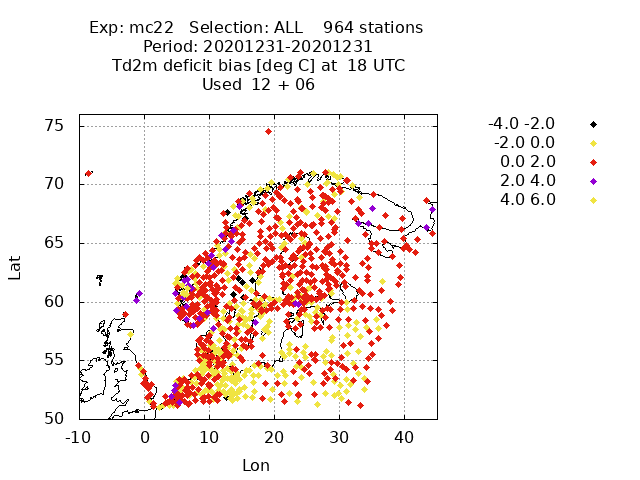 Exp: mc22 Selection: ALL 964 stations
Period: 20201231-20201231
Td2m deficit bias [deg C] at 18 UTC
Used 12 + 06
-4.0 -2.0
-2.0 0.0
0.0 2.0
2.0 4.0
4.0 6.0
75
70
65
60
55
50
Lat
-10 0 10 20 30 40
Lon